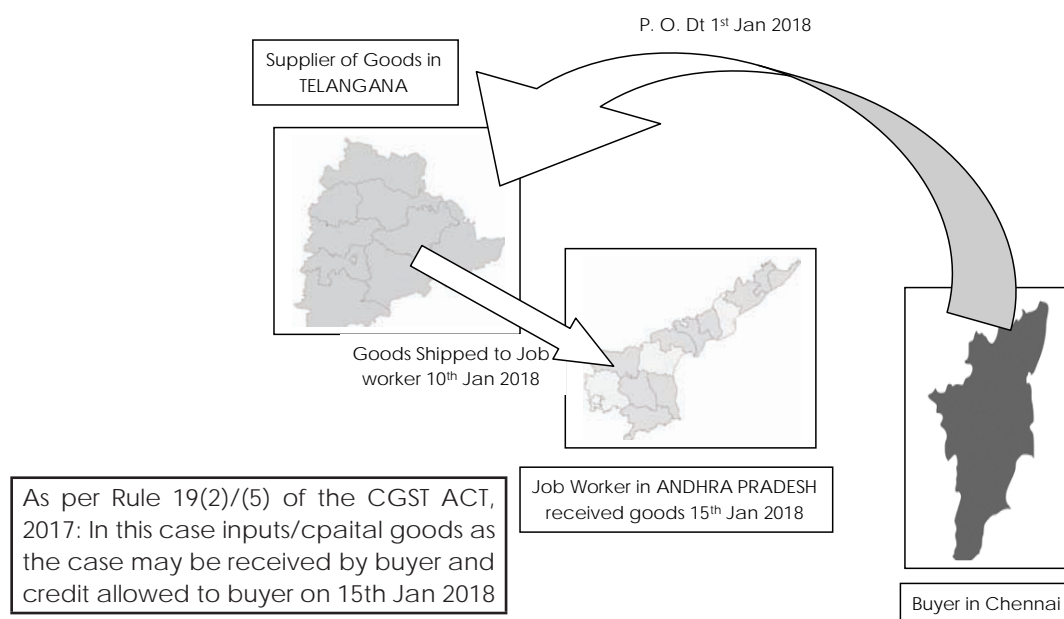 P. O. Dt 1st Jan 2018
Supplier of Goods in
TELANGANA
Goods Shipped to Job
worker 10th Jan 2018
Job Worker in ANDHRA PRADESH
received goods 15th Jan 2018
As per Rule 19(2)/(5) of the CGST ACT,
2017: In this case inputs/cpaital goods as
the case may be received by buyer and
credit allowed to buyer on 15th Jan 2018
Buyer in Chennai